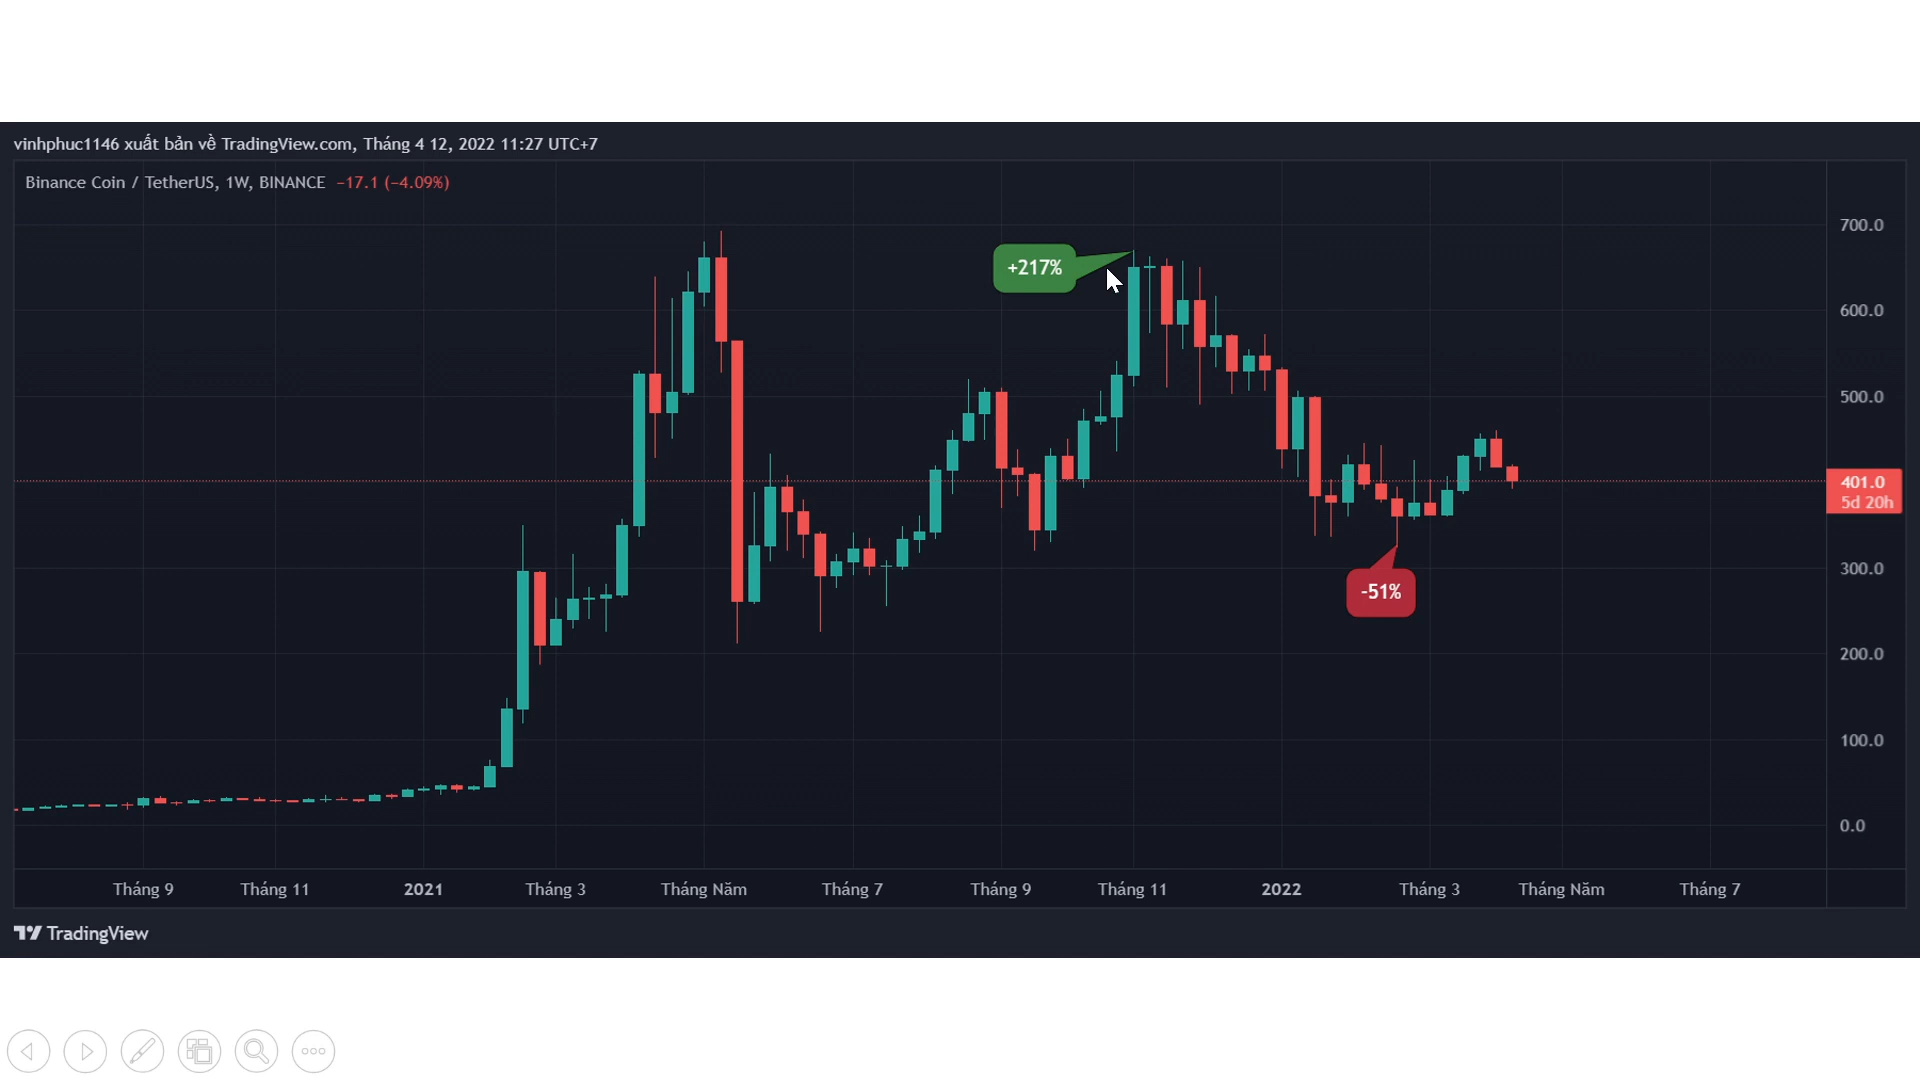 vinhphuc1146 xuất bản về TradingView.com, Tháng 4 12, 2022 11:27 UTC+7
Binance Coin / TetherUS, 1W, BINANCE −17.1 (−4.09%)
700.0
+217%
600.0
500.0
401.0
5d 20h
300.0
-51%
200.0
100.0
0.0
Tháng 9 Tháng 11 2021 Tháng 3 Tháng Năm Tháng 7 Tháng 9 Tháng 11 2022 Tháng 3 Tháng Năm Tháng 7
TradingView